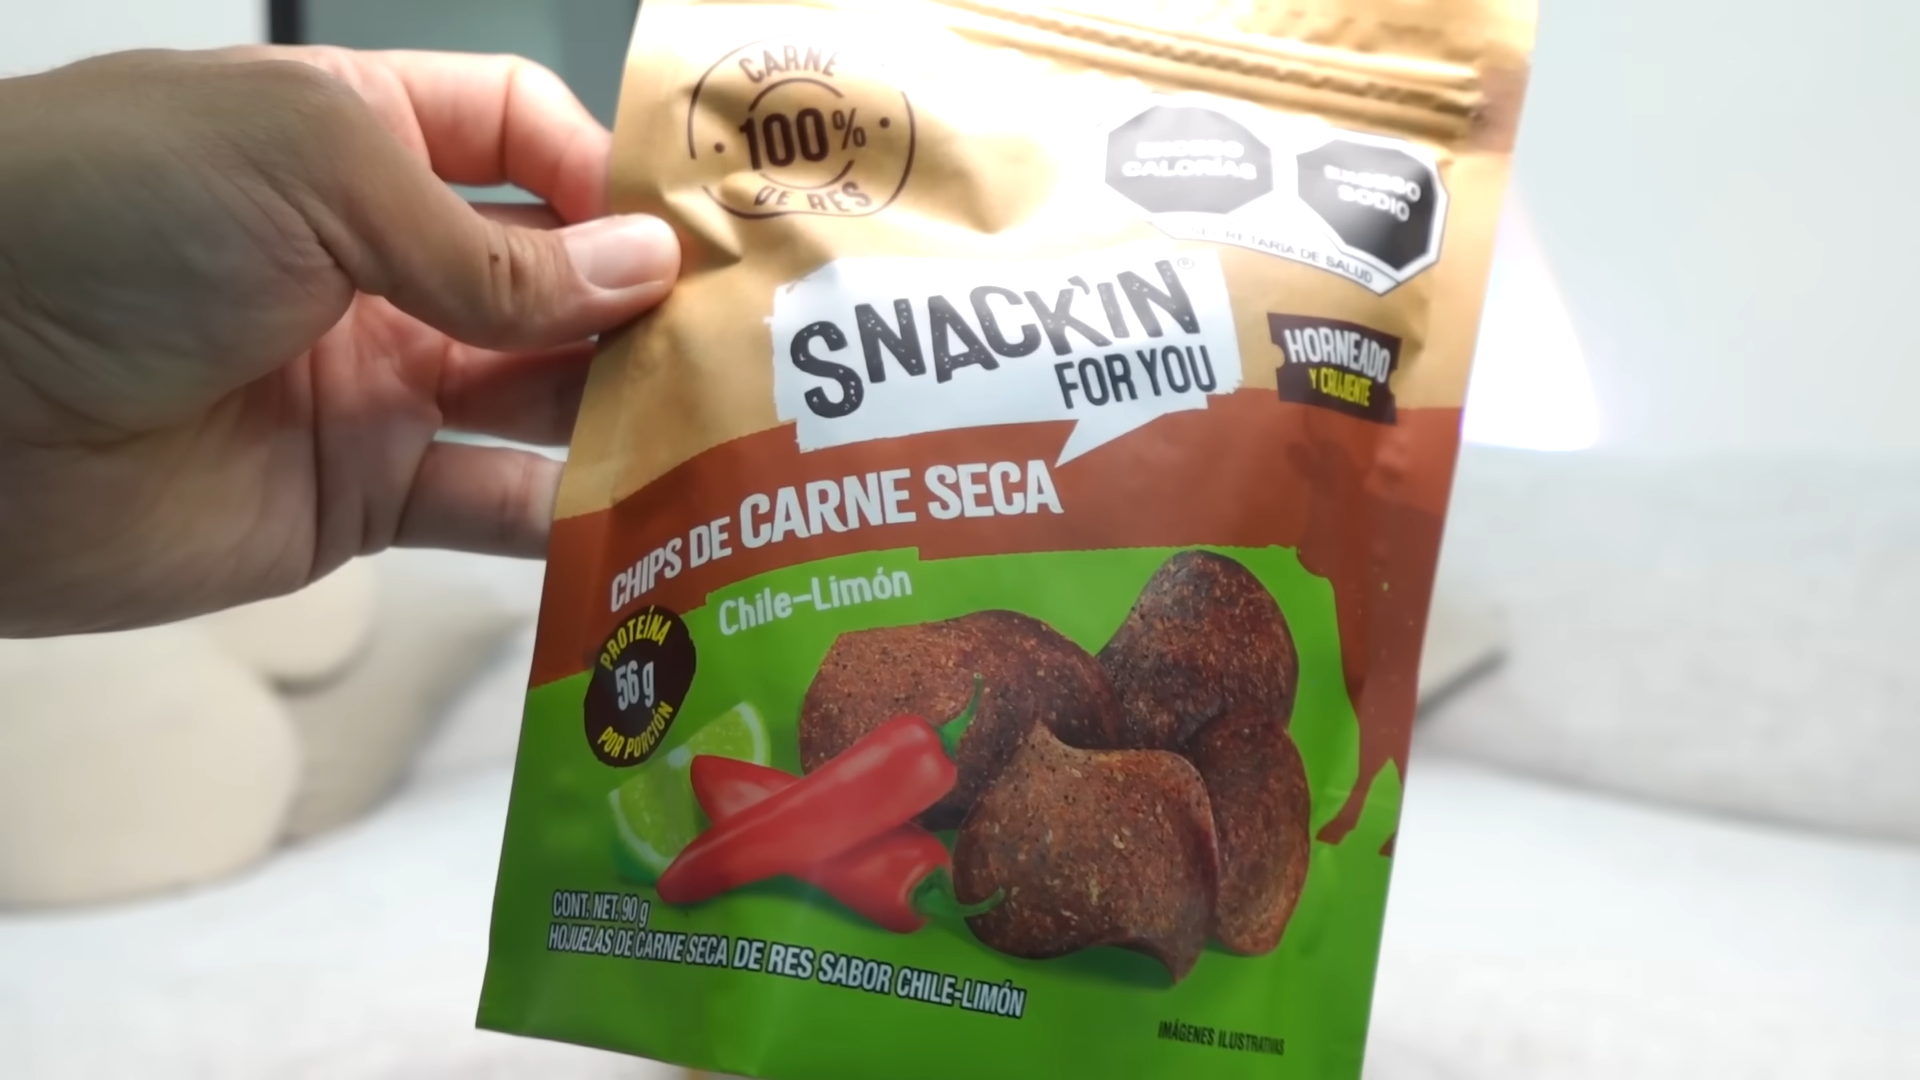 CARNE
100%
DE RES
EXCESO
CALORÍAS
EXCESO
SODIO
SECRETARÍA DE SALUD
SNACK'IN®
FOR YOU
HORNEADO
Y CRUJIENTE
CHIPS DE CARNE SECA
Chile-Limón
PROTEÍNA
56 g
POR PORCIÓN
CONT. NET. 90 g
HOJUELAS DE CARNE SECA DE RES SABOR CHILE-LIMÓN
IMÁGENES ILUSTRATIVAS